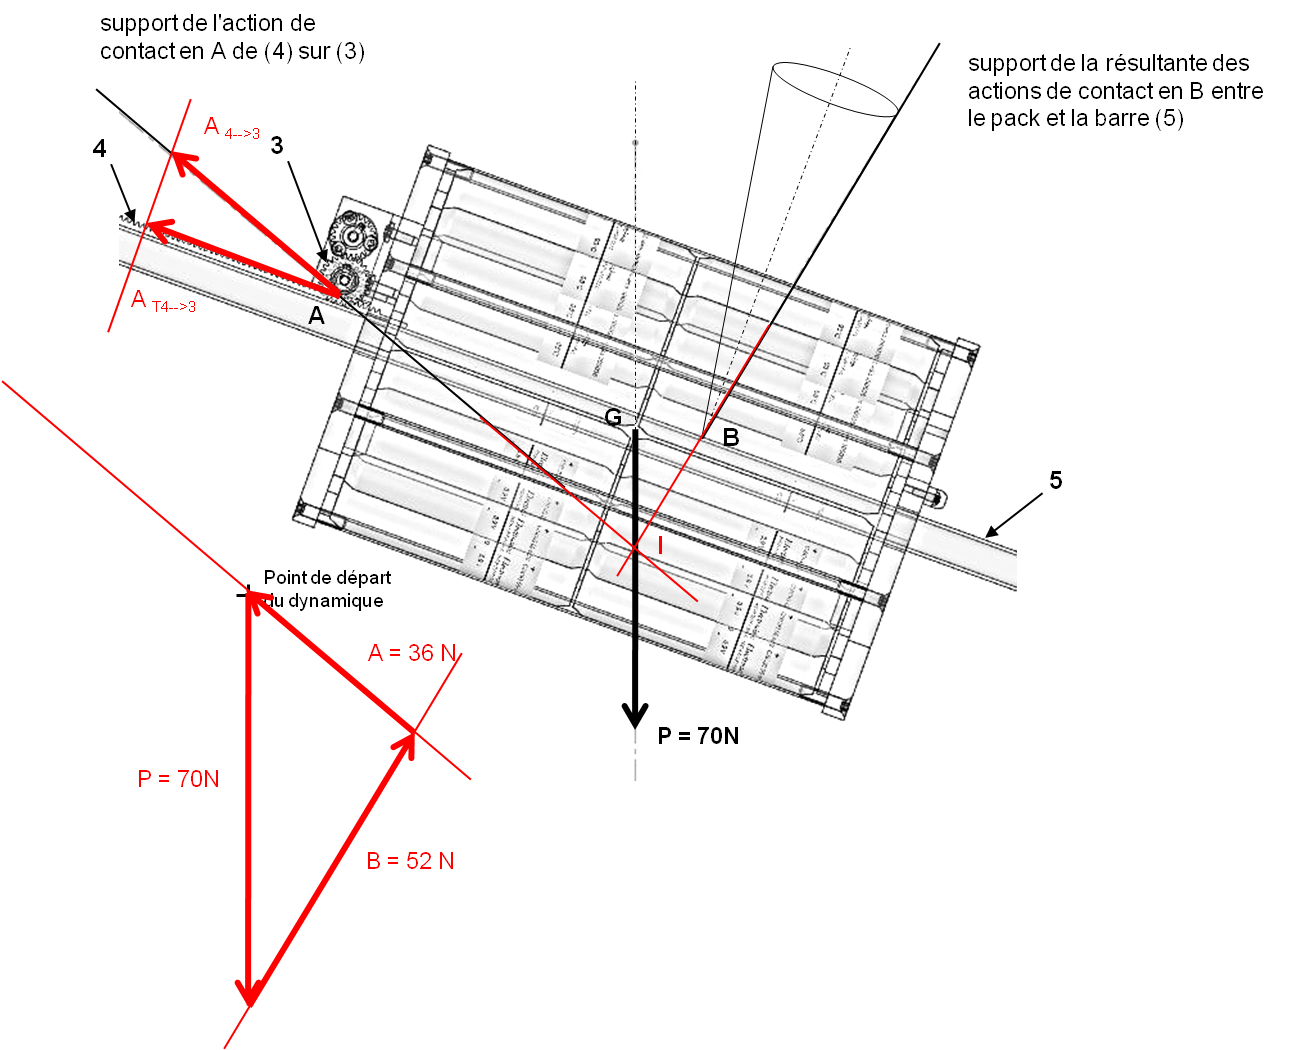 support de l'action de
contact en A de (4) sur (3)
support de la résultante des
actions de contact en B entre
le pack et la barre (5)
A 4-->3
4
3
A T4-->3
A
G
B
5
I
Point de départ
du dynamique
A = 36 N
P = 70N
P = 70N
B = 52 N